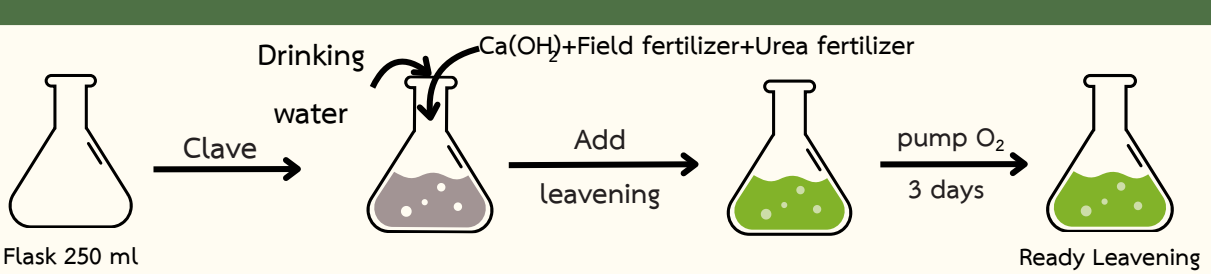 Flask 250 ml
Clave
Drinking
water
Ca(OH)₂+Field fertilizer+Urea fertilizer
Add
leavening
pump O₂
3 days
Ready Leavening